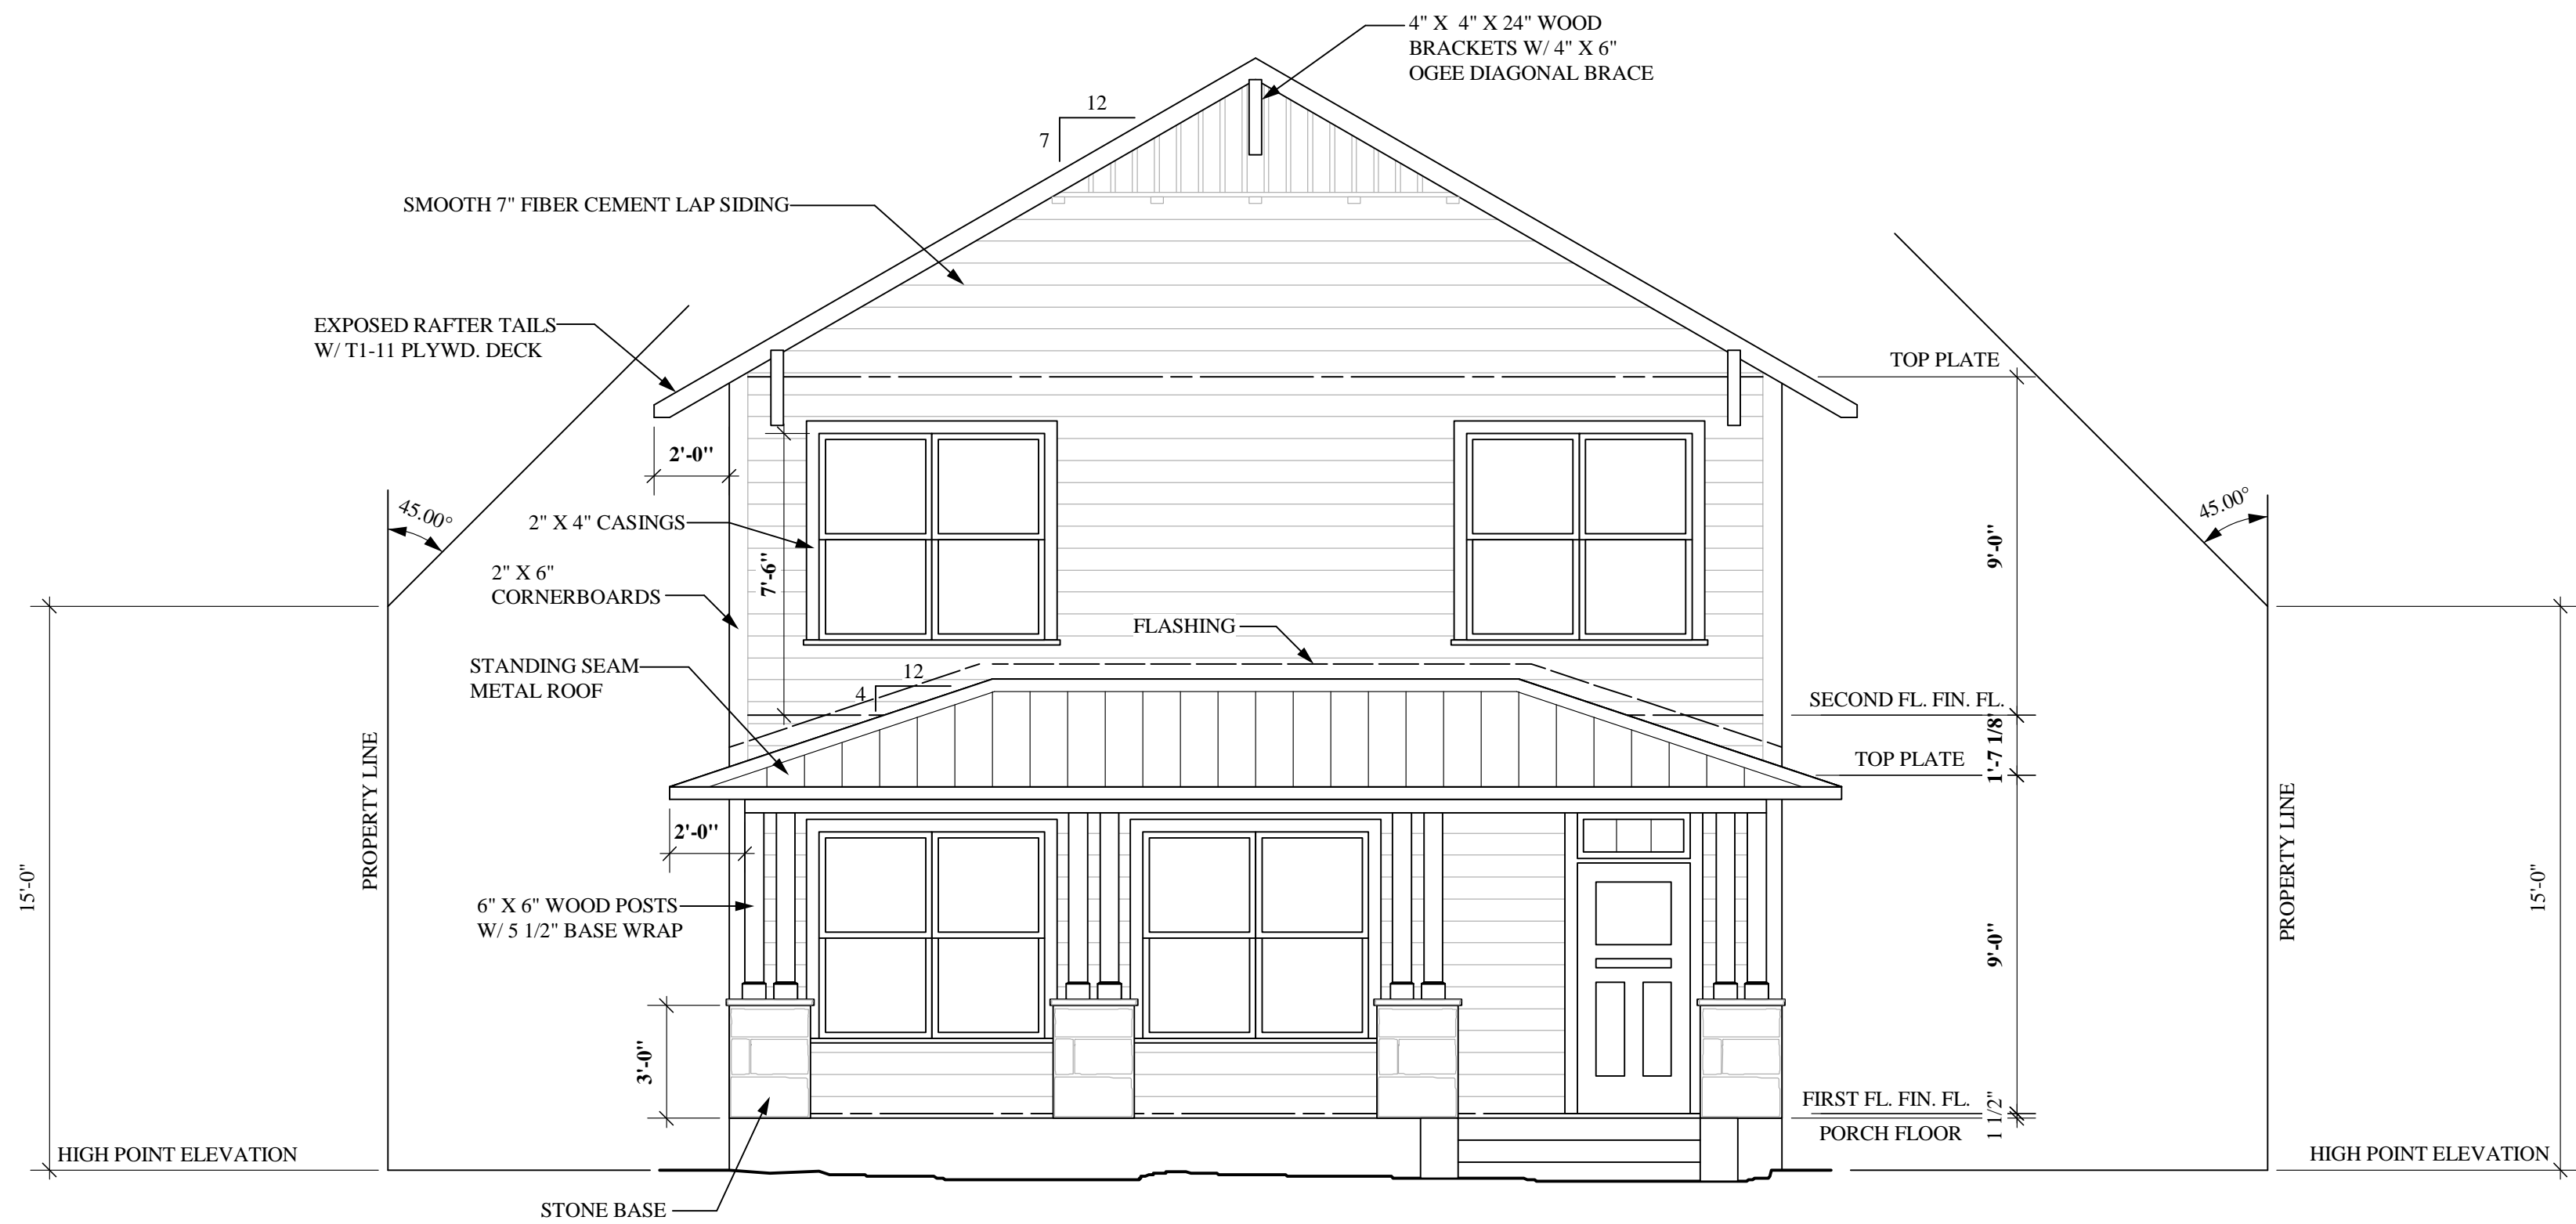 4" X  4" X 24" WOOD
BRACKETS W/ 4" X 6"
OGEE DIAGONAL BRACE
12
7
SMOOTH 7" FIBER CEMENT LAP SIDING
EXPOSED RAFTER TAILS
W/ T1-11 PLYWD. DECK
TOP PLATE
2'-0"
45.00°
45.00°
2" X 4" CASINGS
9'-0"
7'-6"
2" X 6"
CORNERBOARDS
FLASHING
STANDING SEAM
METAL ROOF
12
4
SECOND FL. FIN. FL.
1'-7 1/8"
TOP PLATE
PROPERTY LINE
PROPERTY LINE
2'-0"
15'-0"
15'-0"
6" X 6" WOOD POSTS
W/ 5 1/2" BASE WRAP
9'-0"
3'-0"
FIRST FL. FIN. FL.
1 1/2"
PORCH FLOOR
HIGH POINT ELEVATION
HIGH POINT ELEVATION
STONE BASE